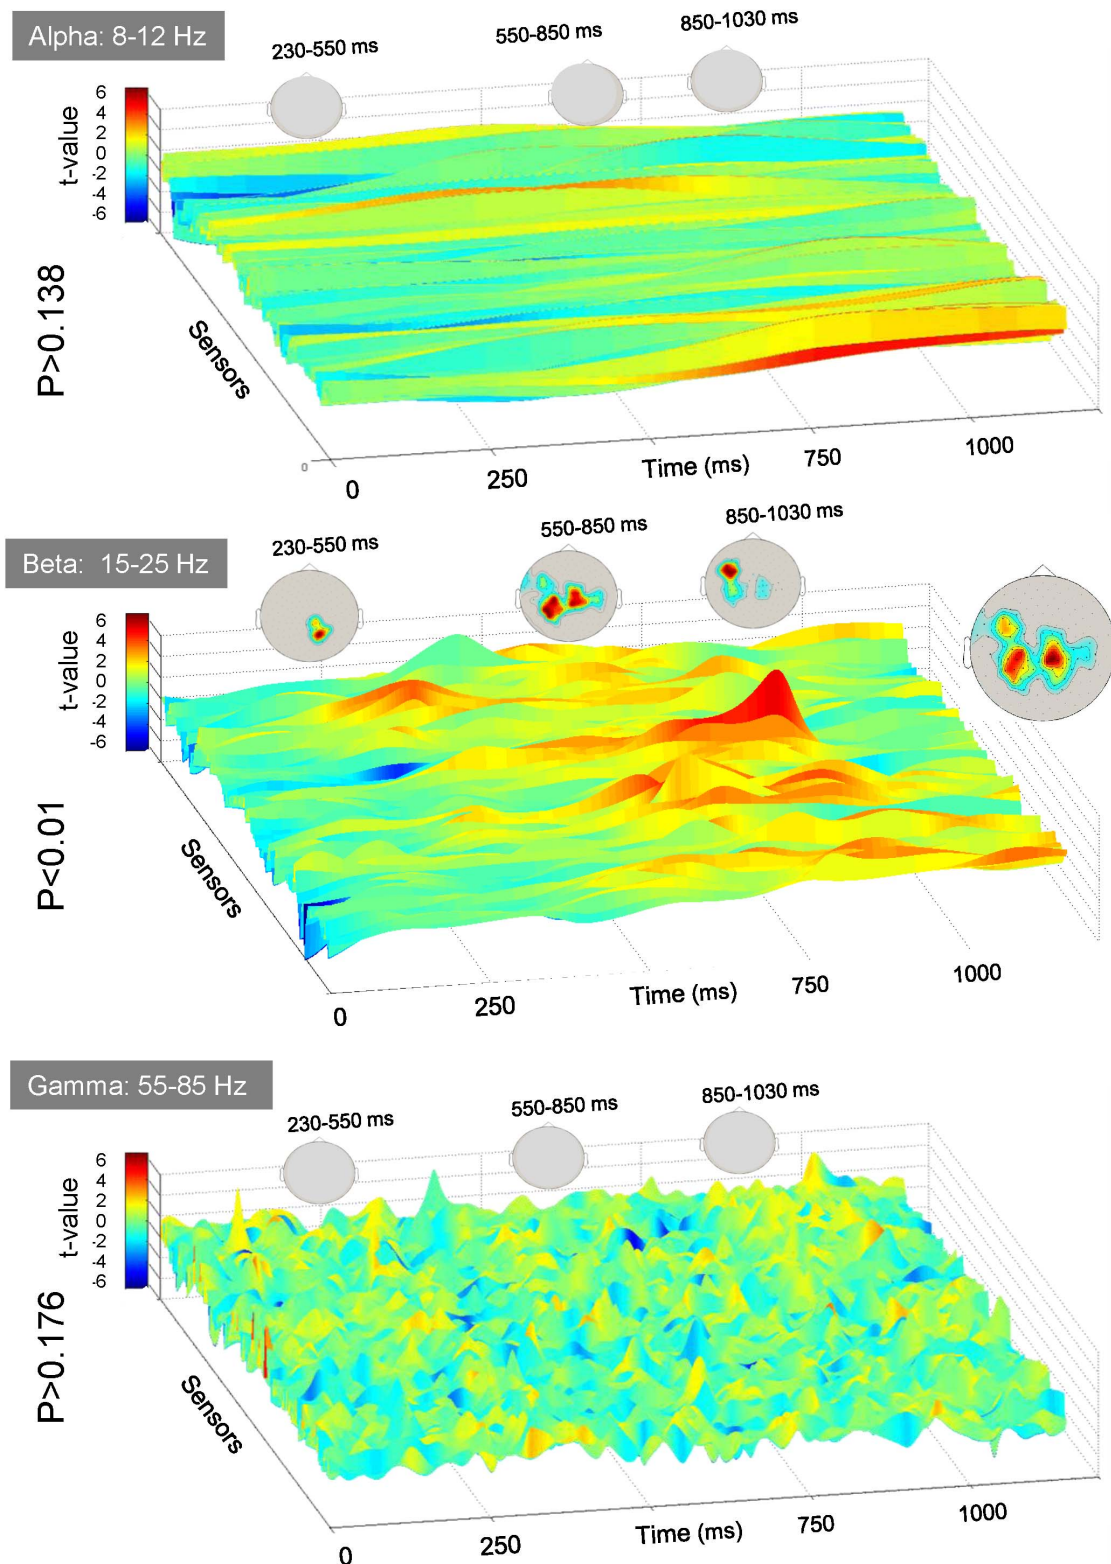 Alpha: 8-12 Hz
230-550 ms
550-850 ms
850-1030 ms
t-value
6
4
2
0
-2
-4
-6
P>0.138
Sensors
0
0
250
Time (ms)
750
1000
Beta: 15-25 Hz
230-550 ms
550-850 ms
850-1030 ms
t-value
6
4
2
0
-2
-4
-6
P<0.01
Sensors
0
250
Time (ms)
750
1000
Gamma: 55-85 Hz
230-550 ms
550-850 ms
850-1030 ms
t-value
6
4
2
0
-2
-4
-6
P>0.176
Sensors
0
250
Time (ms)
750
1000